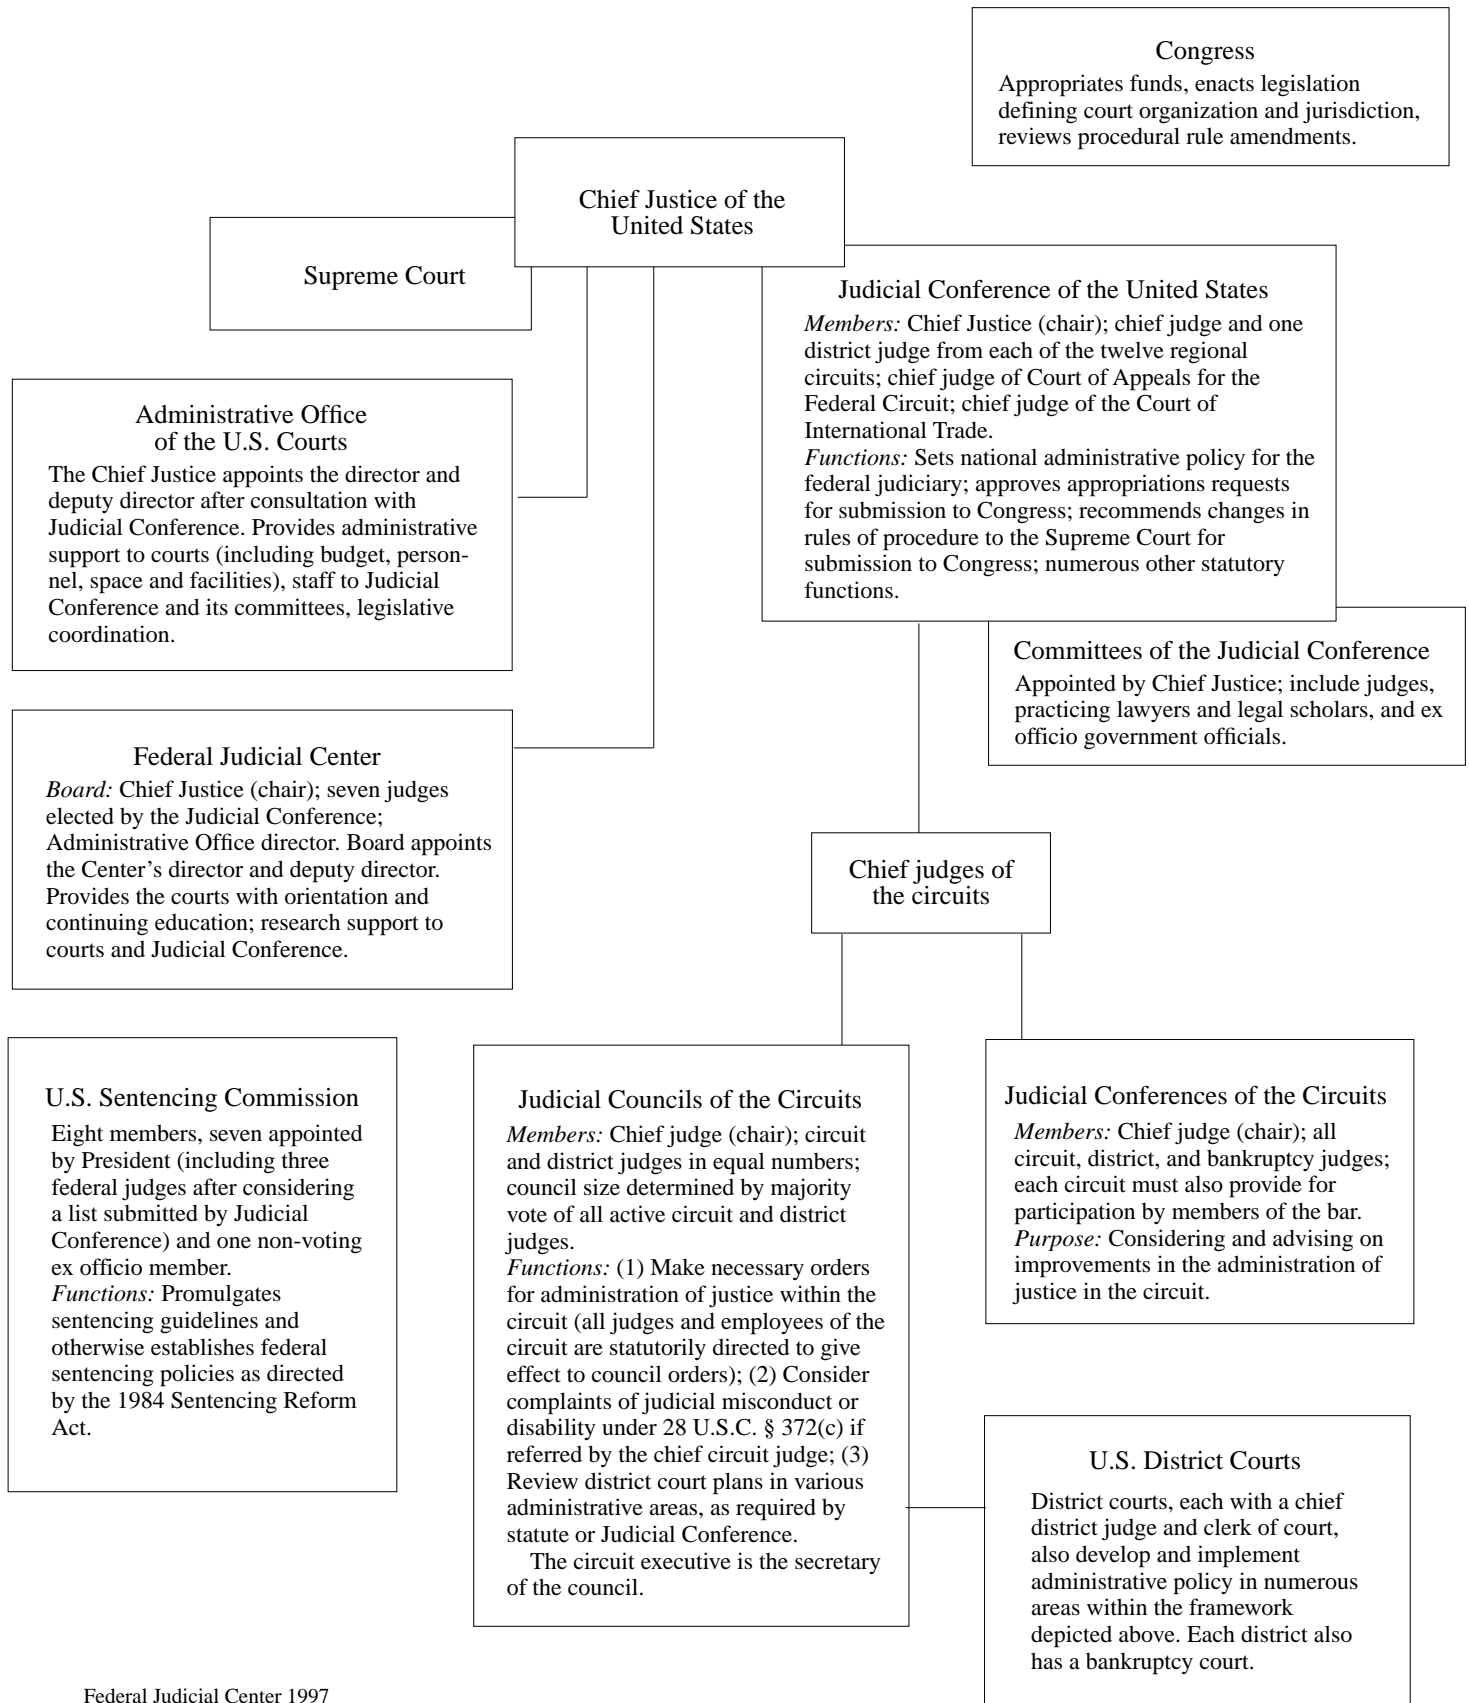 Congress
Appropriates funds, enacts legislation
defining court organization and jurisdiction,
reviews procedural rule amendments.
Chief Justice of the
United States
Supreme Court
Judicial Conference of the United States
Members: Chief Justice (chair); chief judge and one
district judge from each of the twelve regional
circuits; chief judge of Court of Appeals for the
Federal Circuit; chief judge of the Court of
International Trade.
Functions: Sets national administrative policy for the
federal judiciary; approves appropriations requests
for submission to Congress; recommends changes in
rules of procedure to the Supreme Court for
submission to Congress; numerous other statutory
functions.
Administrative Office
of the U.S. Courts
The Chief Justice appoints the director and
deputy director after consultation with
Judicial Conference. Provides administrative
support to courts (including budget, person-
nel, space and facilities), staff to Judicial
Conference and its committees, legislative
coordination.
Committees of the Judicial Conference
Appointed by Chief Justice; include judges,
practicing lawyers and legal scholars, and ex
officio government officials.
Federal Judicial Center
Board: Chief Justice (chair); seven judges
elected by the Judicial Conference;
Administrative Office director. Board appoints
the Center’s director and deputy director.
Provides the courts with orientation and
continuing education; research support to
courts and Judicial Conference.
Chief judges of
the circuits
U.S. Sentencing Commission
Eight members, seven appointed
by President (including three
federal judges after considering
a list submitted by Judicial
Conference) and one non-voting
ex officio member.
Functions: Promulgates
sentencing guidelines and
otherwise establishes federal
sentencing policies as directed
by the 1984 Sentencing Reform
Act.
Judicial Councils of the Circuits
Members: Chief judge (chair); circuit
and district judges in equal numbers;
council size determined by majority
vote of all active circuit and district
judges.
Functions: (1) Make necessary orders
for administration of justice within the
circuit (all judges and employees of the
circuit are statutorily directed to give
effect to council orders); (2) Consider
complaints of judicial misconduct or
disability under 28 U.S.C. § 372(c) if
referred by the chief circuit judge; (3)
Review district court plans in various
administrative areas, as required by
statute or Judicial Conference.
The circuit executive is the secretary
of the council.
Judicial Conferences of the Circuits
Members: Chief judge (chair); all
circuit, district, and bankruptcy judges;
each circuit must also provide for
participation by members of the bar.
Purpose: Considering and advising on
improvements in the administration of
justice in the circuit.
U.S. District Courts
District courts, each with a chief
district judge and clerk of court,
also develop and implement
administrative policy in numerous
areas within the framework
depicted above. Each district also
has a bankruptcy court.
Federal Judicial Center 1997